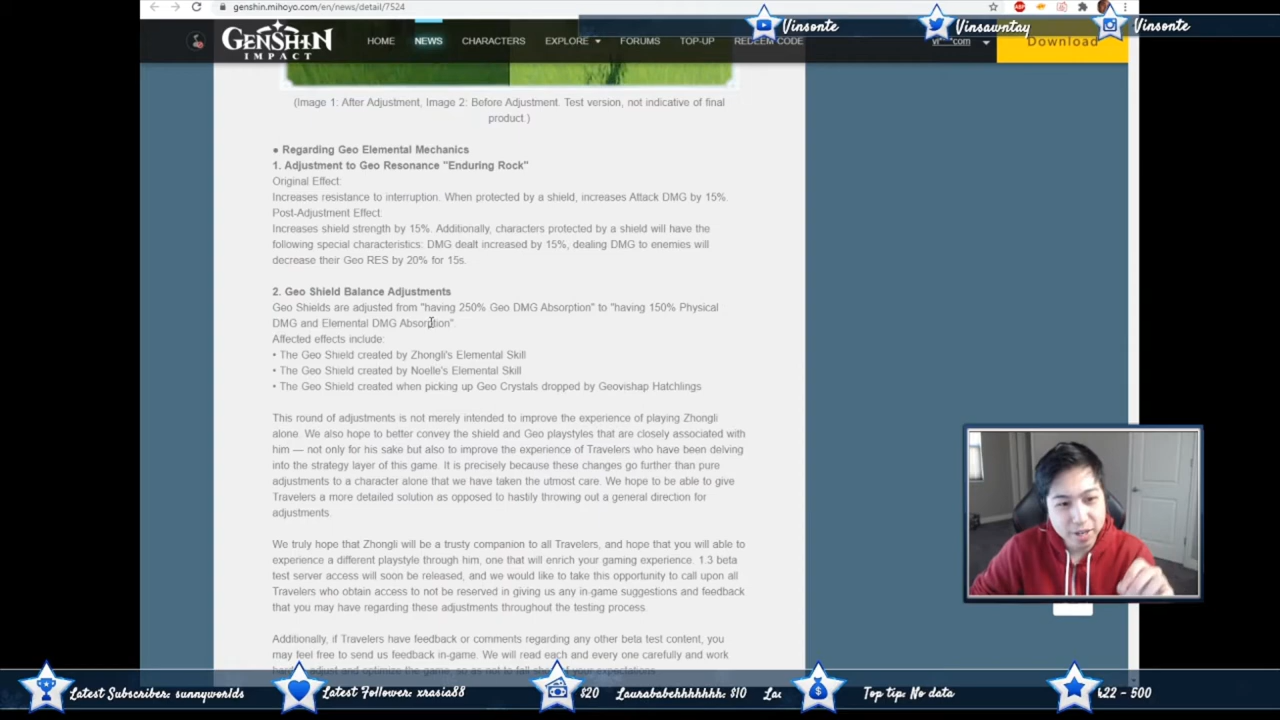 genshin.mihoyo.com/en/news/detail/7524
Vinsonte
Vinsawntay
Vinsonte
GENSHIN
IMPACT
HOME
NEWS
CHARACTERS
EXPLORE
FORUMS
TOP-UP
REDEEM CODE
vi****com
Download
(Image 1: After Adjustment, Image 2: Before Adjustment. Test version, not indicative of final
product.)
● Regarding Geo Elemental Mechanics
1. Adjustment to Geo Resonance "Enduring Rock"
Original Effect:
Increases resistance to interruption. When protected by a shield, increases Attack DMG by 15%.
Post-Adjustment Effect:
Increases shield strength by 15%. Additionally, characters protected by a shield will have the
following special characteristics: DMG dealt increased by 15%, dealing DMG to enemies will
decrease their Geo RES by 20% for 15s.
2. Geo Shield Balance Adjustments
Geo Shields are adjusted from "having 250% Geo DMG Absorption" to "having 150% Physical
DMG and Elemental DMG Absorption"
Affected effects include:
• The Geo Shield created by Zhongli's Elemental Skill
• The Geo Shield created by Noelle's Elemental Skill
• The Geo Shield created when picking up Geo Crystals dropped by Geovishap Hatchlings
This round of adjustments is not merely intended to improve the experience of playing Zhongli
alone. We also hope to better convey the shield and Geo playstyles that are closely associated with
him — not only for his sake but also to improve the experience of Travelers who have been delving
into the strategy layer of this game. It is precisely because these changes go further than pure
adjustments to a character alone that we have taken the utmost care. We hope to be able to give
Travelers a more detailed solution as opposed to hastily throwing out a general direction for
adjustments.
We truly hope that Zhongli will be a trusty companion to all Travelers, and hope that you will able to
experience a different playstyle through him, one that will enrich your gaming experience. 1.3 beta
test server access will soon be released, and we would like to take this opportunity to call upon all
Travelers who obtain access to not be reserved in giving us any in-game suggestions and feedback
that you may have regarding these adjustments throughout the testing process.
Additionally, if Travelers have feedback or comments regarding any other beta test content, you
may feel free to send us feedback in-game. We will read each and every one carefully and work
hard to adjust and optimize the game, so as not to fall short of your expectations.
Latest Subscriber: sunnyworlds
Latest Follower: xrasia88
$20
Laurababehhhhhhh: $10
Lau
Top tip: No data
k22 - 500